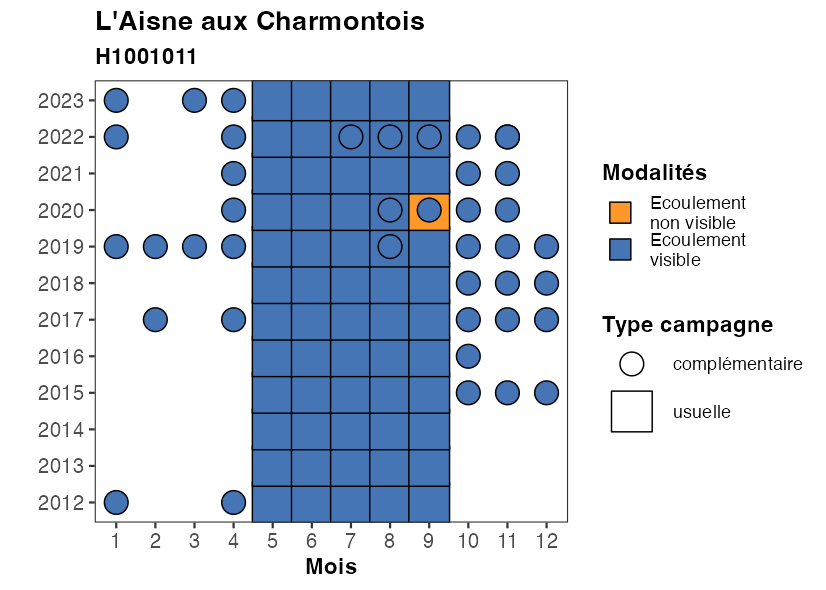 L'Aisne aux Charmontois
H1001011
2023
2022
2021
2020
2019
2018
2017
2016
2015
2014
2013
2012
1 2 3 4 5 6 7 8 9 10 11 12
Mois
Modalités
Ecoulement
non visible
Ecoulement
visible
Type campagne
complémentaire
usuelle